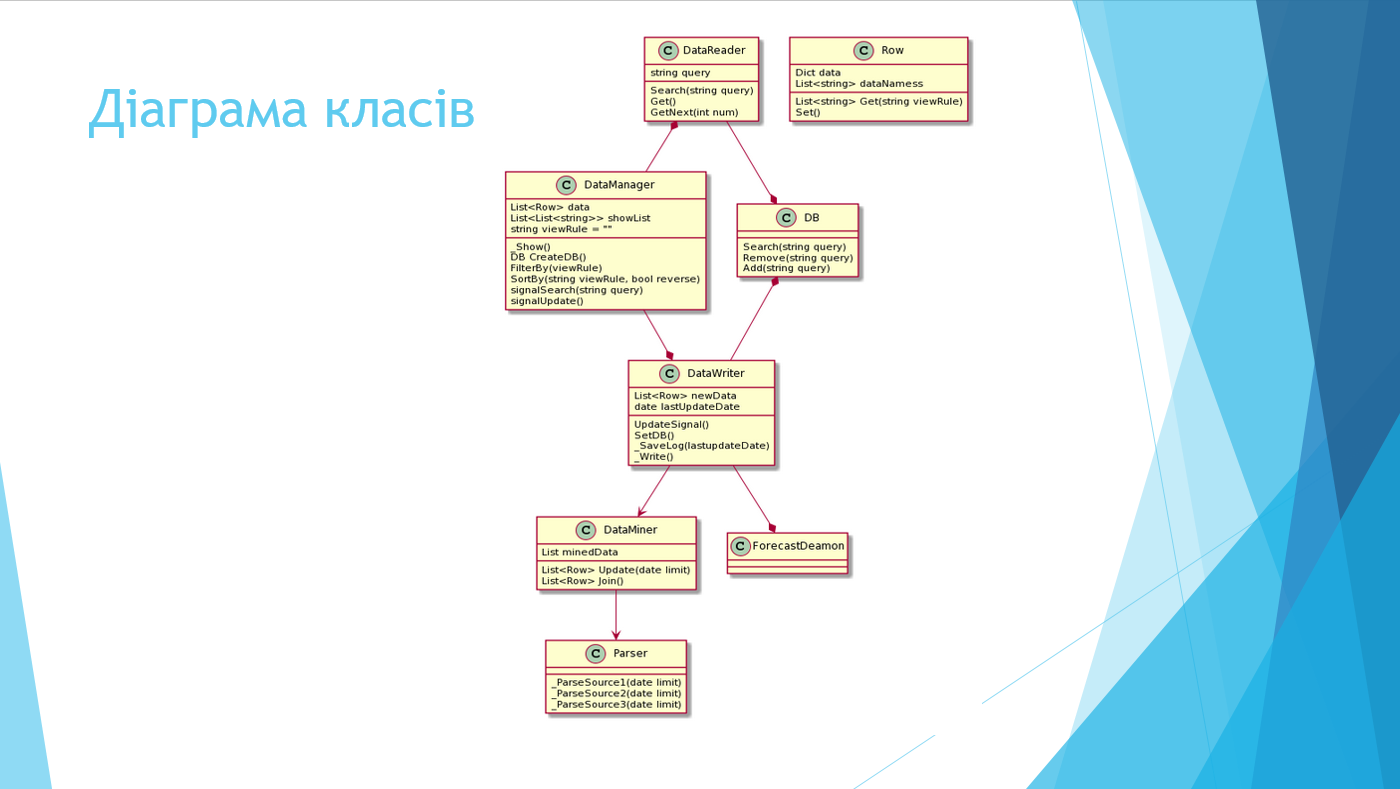 Діаграма класів
C DataReader
string query
Search(string query)
Get()
GetNext(int num)
C Row
Dict data
List<string> dataNamess
List<string> Get(string viewRule)
Set()
C DataManager
List<Row> data
List<List<string>> showList
string viewRule = ""
_Show()
DB CreateDB()
FilterBy(viewRule)
SortBy(string viewRule, bool reverse)
signalSearch(string query)
signalUpdate()
C DB
Search(string query)
Remove(string query)
Add(string query)
C DataWriter
List<Row> newData
date lastUpdateDate
UpdateSignal()
SetDB()
_SaveLog(lastupdateDate)
_Write()
C DataMiner
List minedData
List<Row> Update(date limit)
List<Row> Join()
C ForecastDeamon
C Parser
_ParseSource1(date limit)
_ParseSource2(date limit)
_ParseSource3(date limit)